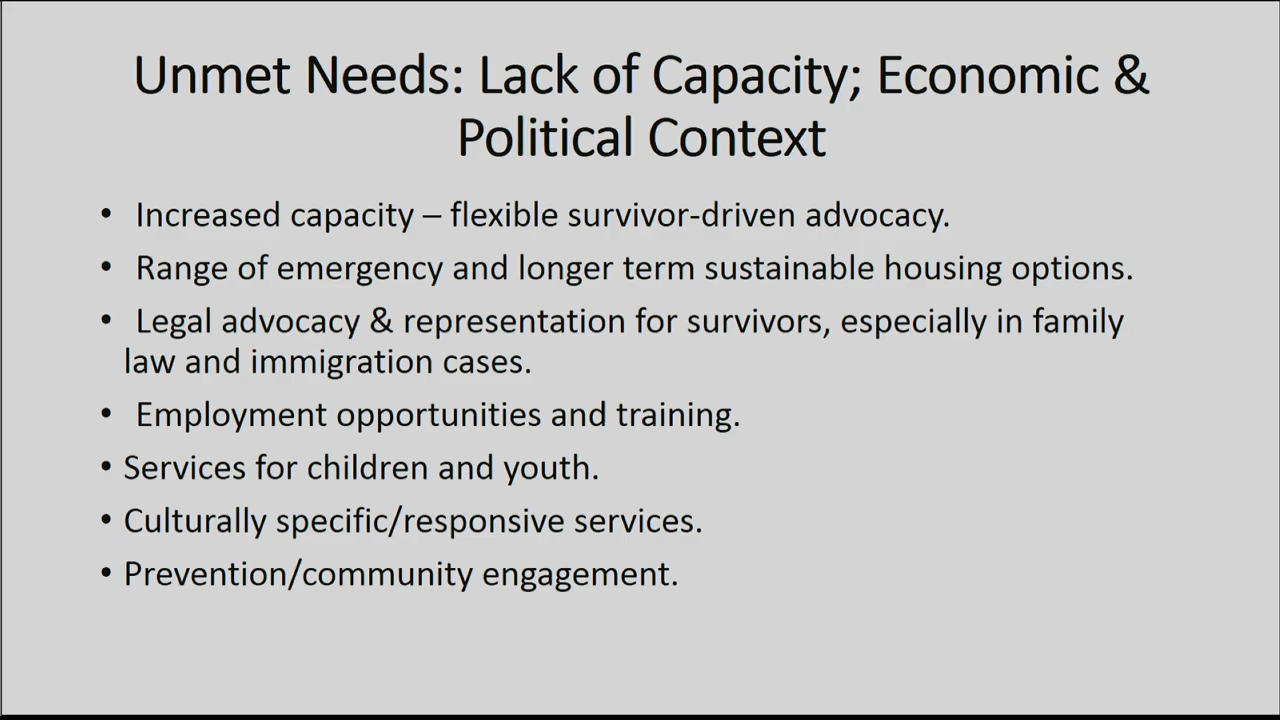 Unmet Needs: Lack of Capacity; Economic &
Political Context
• Increased capacity – flexible survivor-driven advocacy.
• Range of emergency and longer term sustainable housing options.
• Legal advocacy & representation for survivors, especially in family
law and immigration cases.
• Employment opportunities and training.
• Services for children and youth.
• Culturally specific/responsive services.
• Prevention/community engagement.